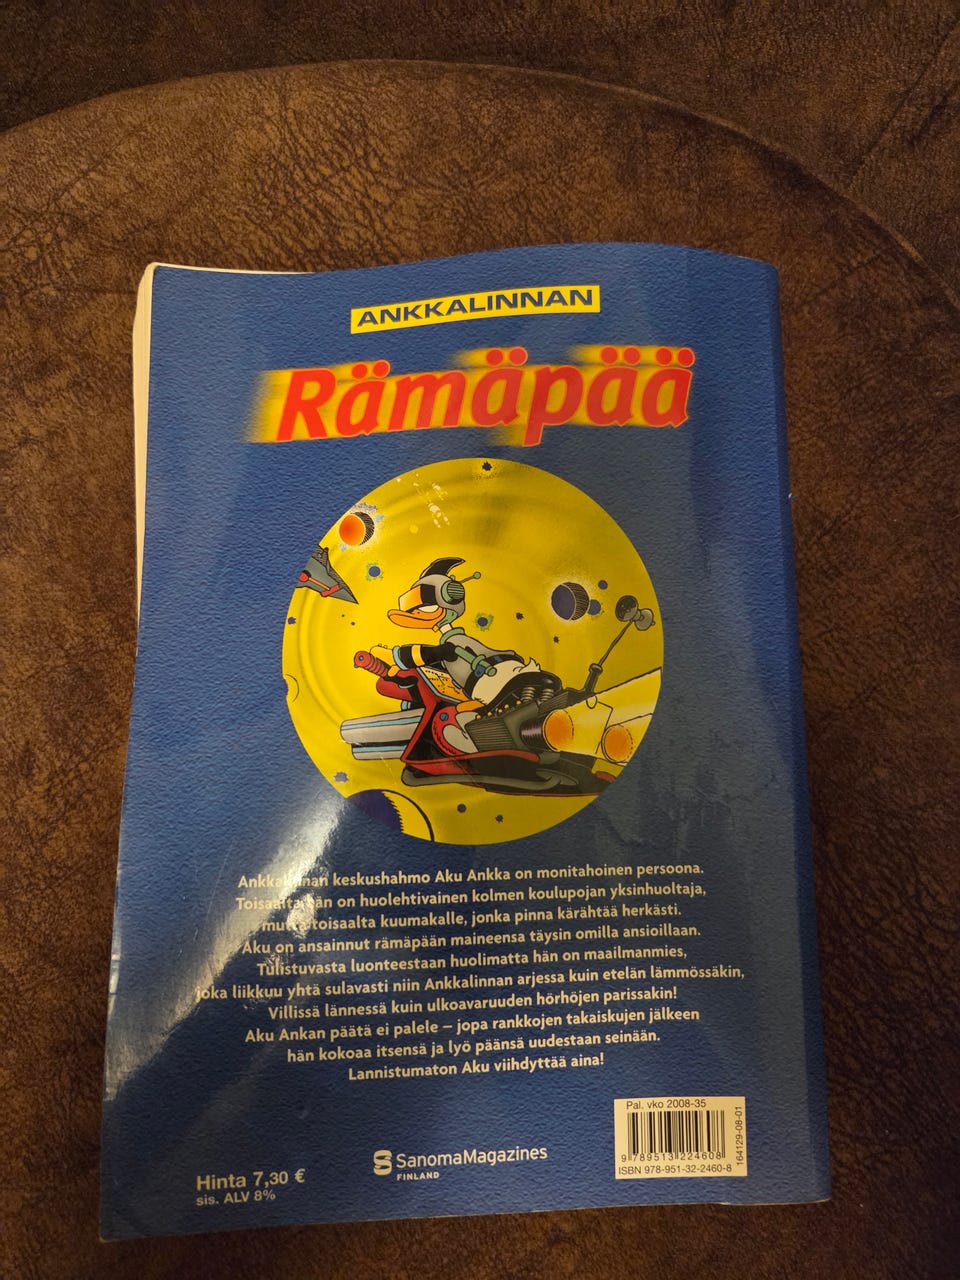 ANKKALINNAN
Rämäpää
keskushahmo Aku Ankka on monitahoinen persoona.
Toisaalta hän on huolehtivainen kolmen koulupojan yksinhuoltaja,
mutta toisaalta kuumakalle, jonka pinna kärähtää herkästi.
Aku on ansainnut rämäpään maineensa täysin omilla ansioillaan.
Tulistuvasta luonteestaan huolimatta hän on maailmanmies,
joka liikkuu yhtä sulavasti niin Ankkalinnan arjessa kuin etelän lämmössäkin,
Villissä lännessä kuin ulkoavaruuden hörhöjen parissakin!
Aku Ankan päätä ei palele – jopa rankkojen takaiskujen jälkeen
hän kokoaa itsensä ja lyö päänsä uudestaan seinään.
Lannistumaton Aku viihdyttää aina!
Hinta 7,30 €
sis. ALV 8%
SanomaMagazines
FINLAND
Pal. vko 2008-35
9 789513 224608
ISBN 978-951-32-2460-8
164129-08-01